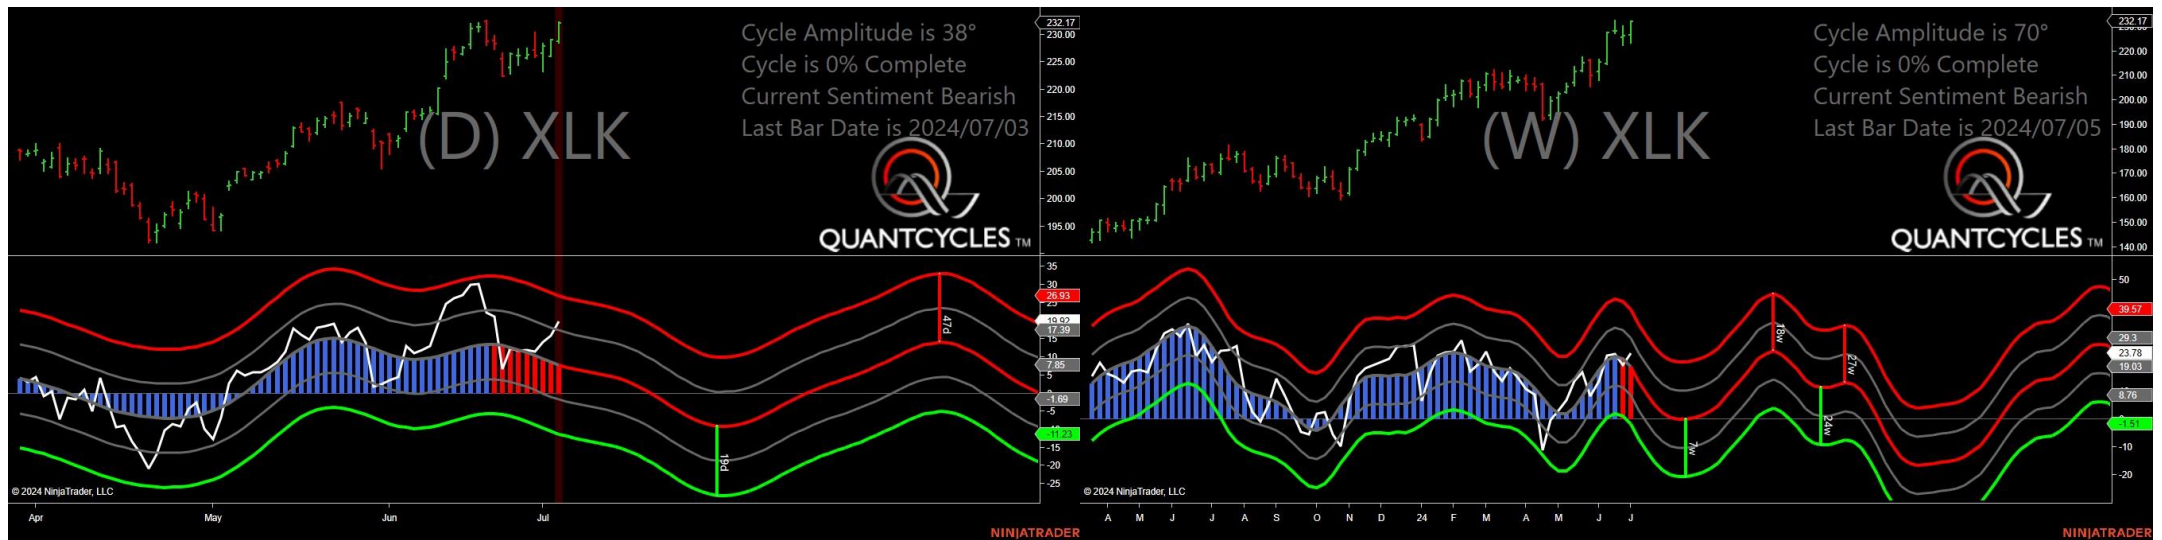 Cycle Amplitude is 38°
Cycle is 0% Complete
Current Sentiment Bearish
Last Bar Date is 2024/07/03
(D) XLK
QUANTCYCLES TM
232.17
230.00
225.00
220.00
215.00
210.00
205.00
200.00
195.00
35
30
26.93
25
19.92
17.39
15
10
7.85
5
0
-1.69
-5
-11.23
-15
-20
-25
47d
19d
© 2024 NinjaTrader, LLC
Apr May Jun Jul
NINJATRADER
Cycle Amplitude is 70°
Cycle is 0% Complete
Current Sentiment Bearish
Last Bar Date is 2024/07/05
(W) XLK
QUANTCYCLES TM
232.17
220.00
210.00
200.00
190.00
180.00
170.00
160.00
150.00
140.00
50
39.57
29.3
23.78
19.03
8.76
-1.51
-10
-20
18w
27w
24w
7w
© 2024 NinjaTrader, LLC
A M J J A S O N D 24 F M A M J J
NINJATRADER